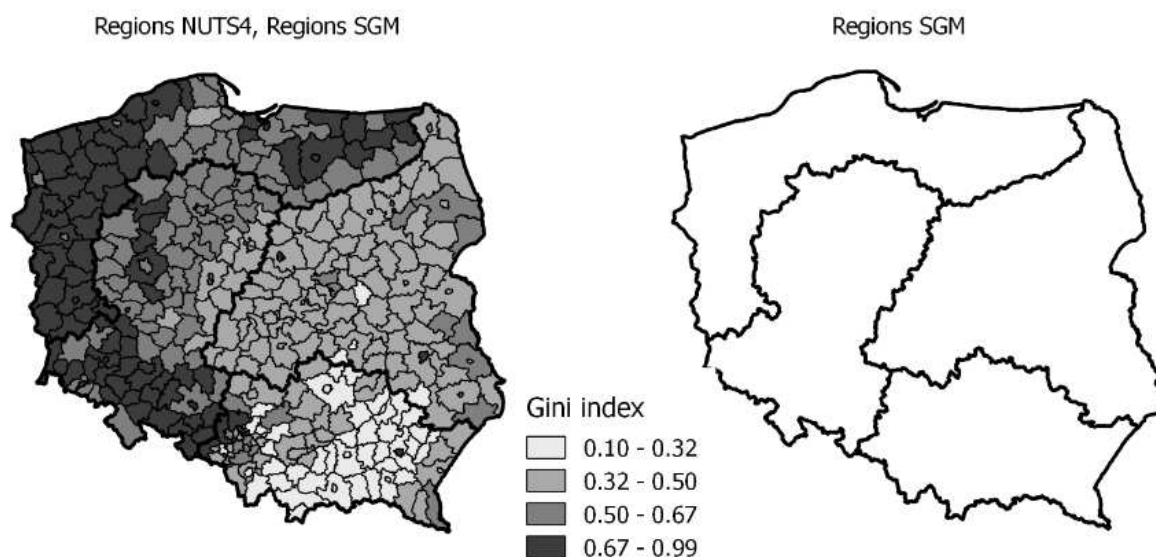 Regions NUTS4, Regions SGM
Regions SGM
Gini index
0.10 - 0.32
0.32 - 0.50
0.50 - 0.67
0.67 - 0.99